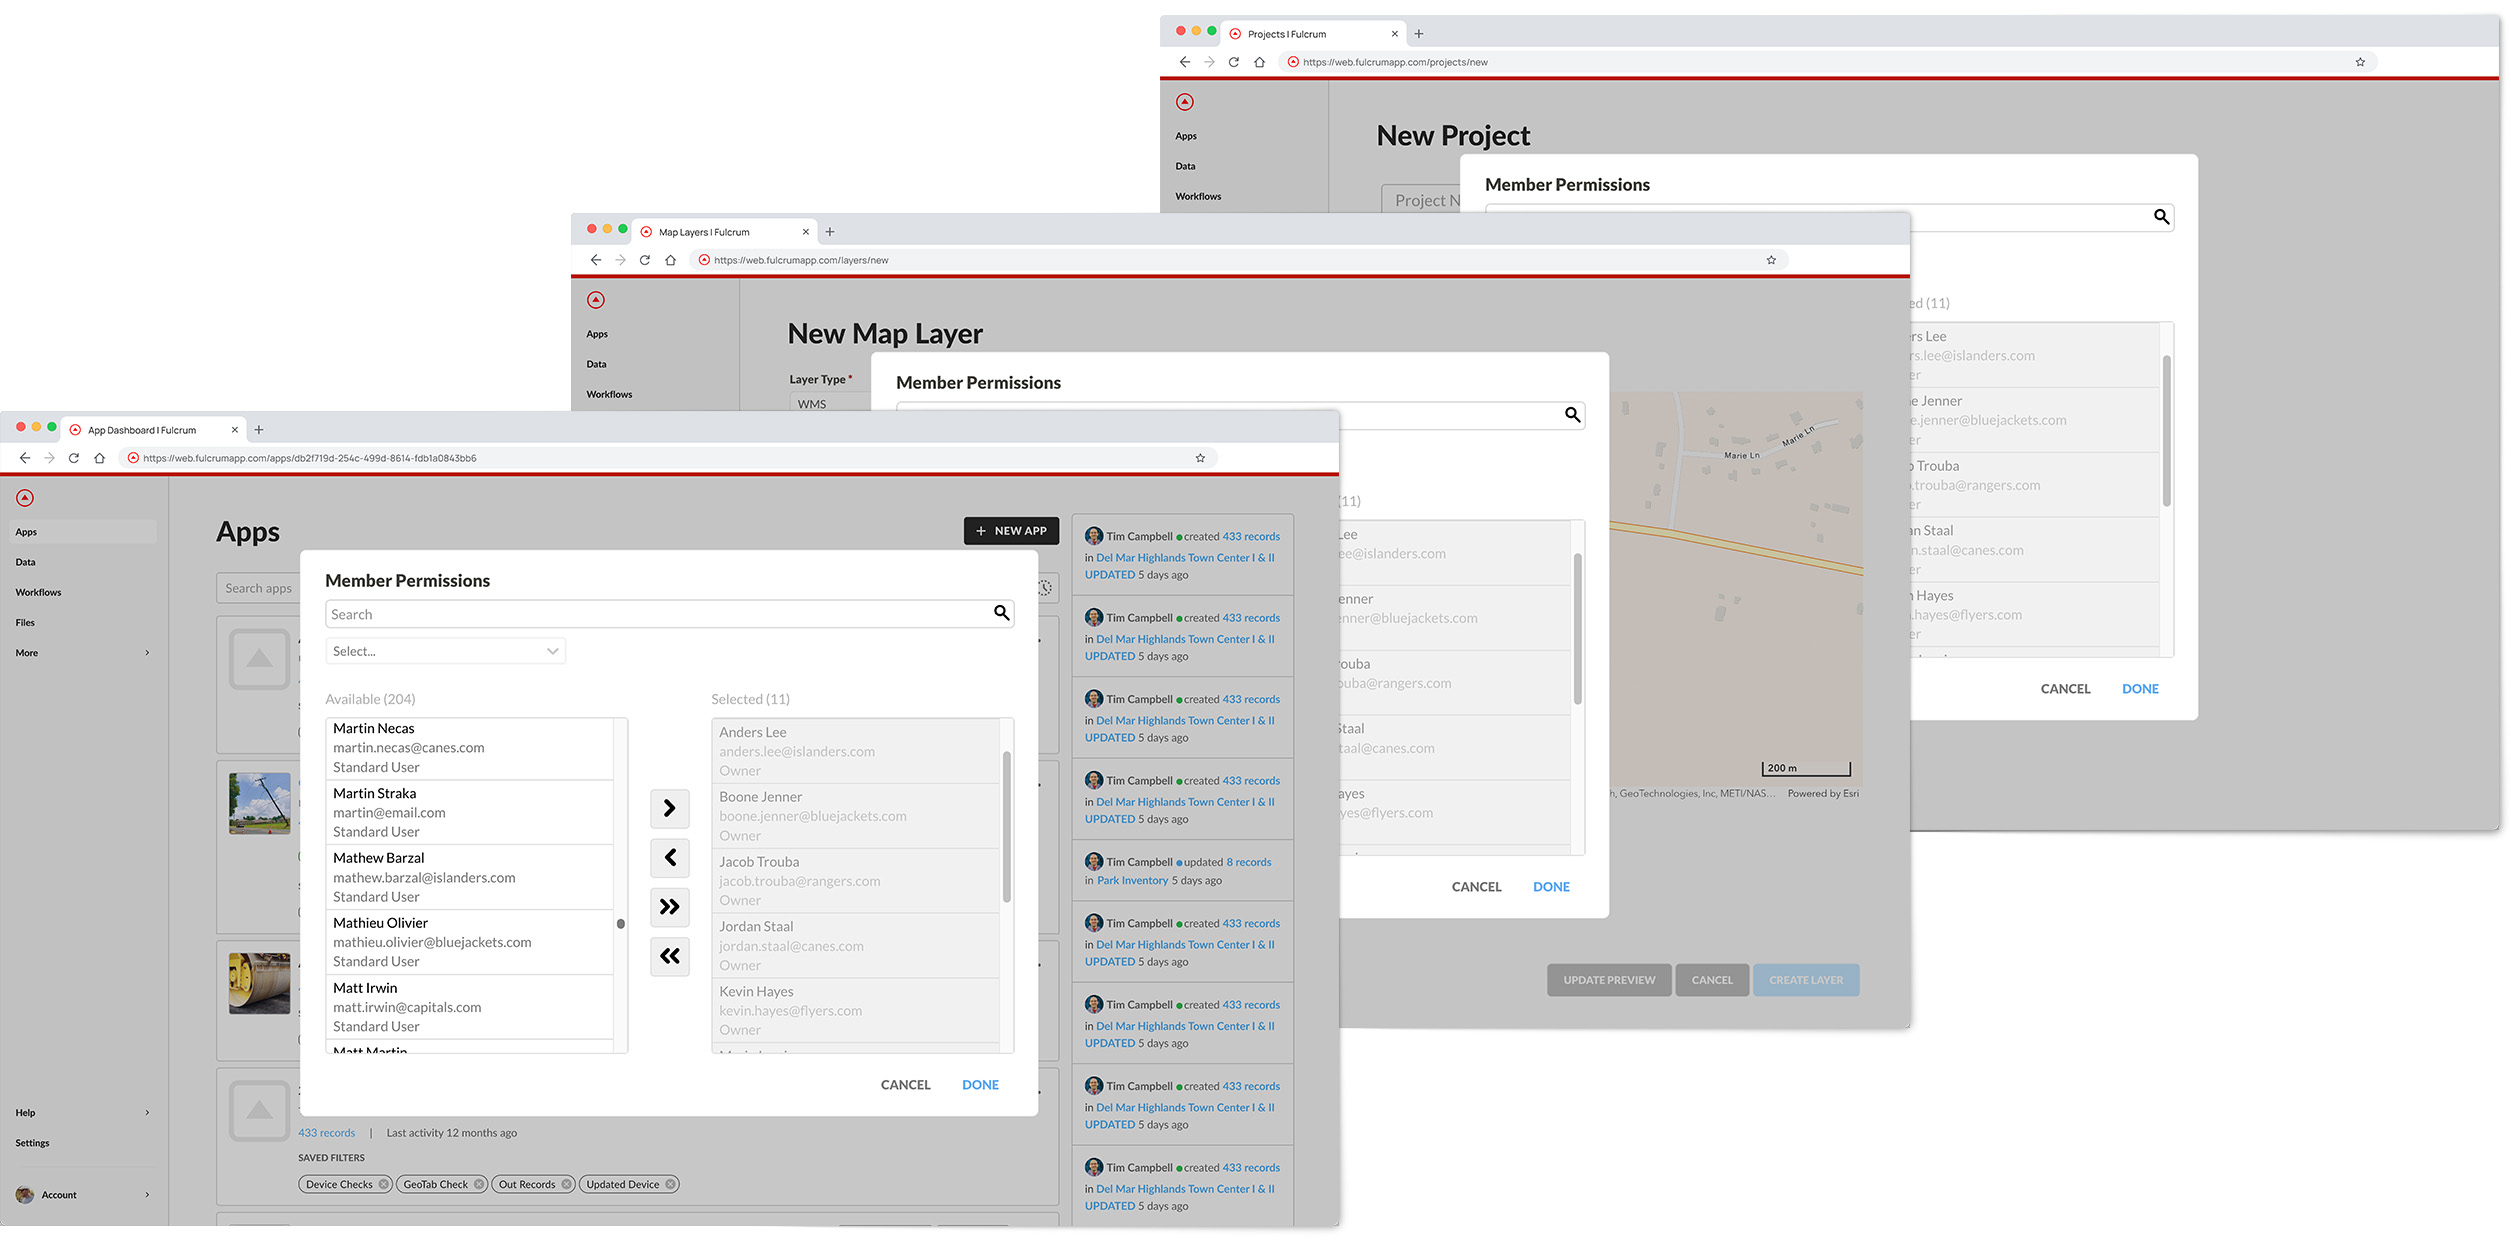 Projects | Fulcrum
https://web.fulcrumapp.com/projects/new
Apps
Data
Workflows
New Project
Project N
Member Permissions
ed (11)
rs Lee
rs.lee@islanders.com
er
e Jenner
e.jenner@bluejackets.com
er
b Trouba
b.trouba@rangers.com
er
an Staal
n.staal@canes.com
er
n Hayes
n.hayes@flyers.com
er
CANCEL
DONE
Map Layers | Fulcrum
https://web.fulcrumapp.com/layers/new
Apps
Data
Workflows
New Map Layer
Layer Type *
WMS
Member Permissions
(11)
Lee
ee@islanders.com
enner
nner@bluejackets.com
rouba
ouba@rangers.com
Staal
taal@canes.com
ayes
yes@flyers.com
CANCEL
DONE
Marie Ln
Marie Ln
200 m
h, GeoTechnologies, Inc, METI/NAS...
Powered by Esri
UPDATE PREVIEW
CANCEL
CREATE LAYER
App Dashboard | Fulcrum
https://web.fulcrumapp.com/apps/db2f719d-254c-499d-8614-fdb1a0843bb6
Apps
Data
Workflows
Files
More
Help
Settings
Account
Apps
+ NEW APP
Search apps
Member Permissions
Search
Select...
Available (204)
Martin Necas
martin.necas@canes.com
Standard User
Martin Straka
martin@email.com
Standard User
Mathew Barzal
mathew.barzal@islanders.com
Standard User
Mathieu Olivier
mathieu.olivier@bluejackets.com
Standard User
Matt Irwin
matt.irwin@capitals.com
Standard User
Matt Martin
Selected (11)
Anders Lee
anders.lee@islanders.com
Owner
Boone Jenner
boone.jenner@bluejackets.com
Owner
Jacob Trouba
jacob.trouba@rangers.com
Owner
Jordan Staal
jordan.staal@canes.com
Owner
Kevin Hayes
kevin.hayes@flyers.com
Owner
CANCEL
DONE
433 records | Last activity 12 months ago
SAVED FILTERS
Device Checks
GeoTab Check
Out Records
Updated Device
Tim Campbell created 433 records
in Del Mar Highlands Town Center I & II
UPDATED 5 days ago
Tim Campbell created 433 records
in Del Mar Highlands Town Center I & II
UPDATED 5 days ago
Tim Campbell created 433 records
in Del Mar Highlands Town Center I & II
UPDATED 5 days ago
Tim Campbell created 433 records
in Del Mar Highlands Town Center I & II
UPDATED 5 days ago
Tim Campbell updated 8 records
in Park Inventory 5 days ago
Tim Campbell created 433 records
in Del Mar Highlands Town Center I & II
UPDATED 5 days ago
Tim Campbell created 433 records
in Del Mar Highlands Town Center I & II
UPDATED 5 days ago
Tim Campbell created 433 records
in Del Mar Highlands Town Center I & II
UPDATED 5 days ago
Tim Campbell created 433 records
in Del Mar Highlands Town Center I & II
UPDATED 5 days ago